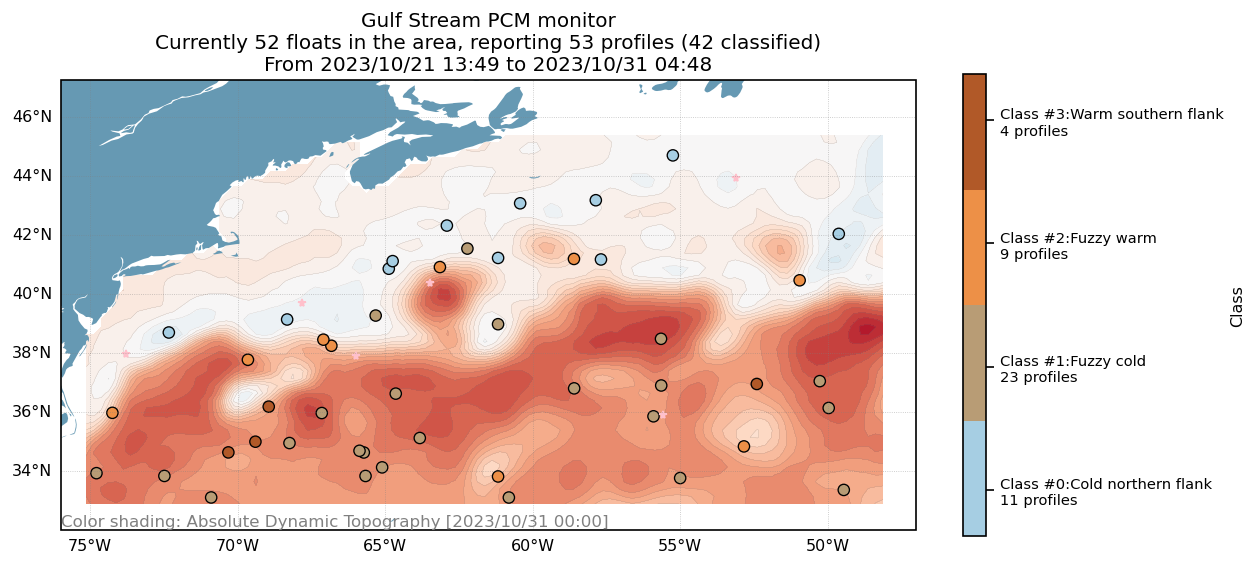 Gulf Stream PCM monitor
Currently 52 floats in the area, reporting 53 profiles (42 classified)
From 2023/10/21 13:49 to 2023/10/31 04:48
46°N
44°N
42°N
40°N
38°N
36°N
34°N
Color shading: Absolute Dynamic Topography [2023/10/31 00:00]
75°W
70°W
65°W
60°W
55°W
50°W
Class #3:Warm southern flank
4 profiles
Class #2:Fuzzy warm
9 profiles
Class #1:Fuzzy cold
23 profiles
Class #0:Cold northern flank
11 profiles
Class